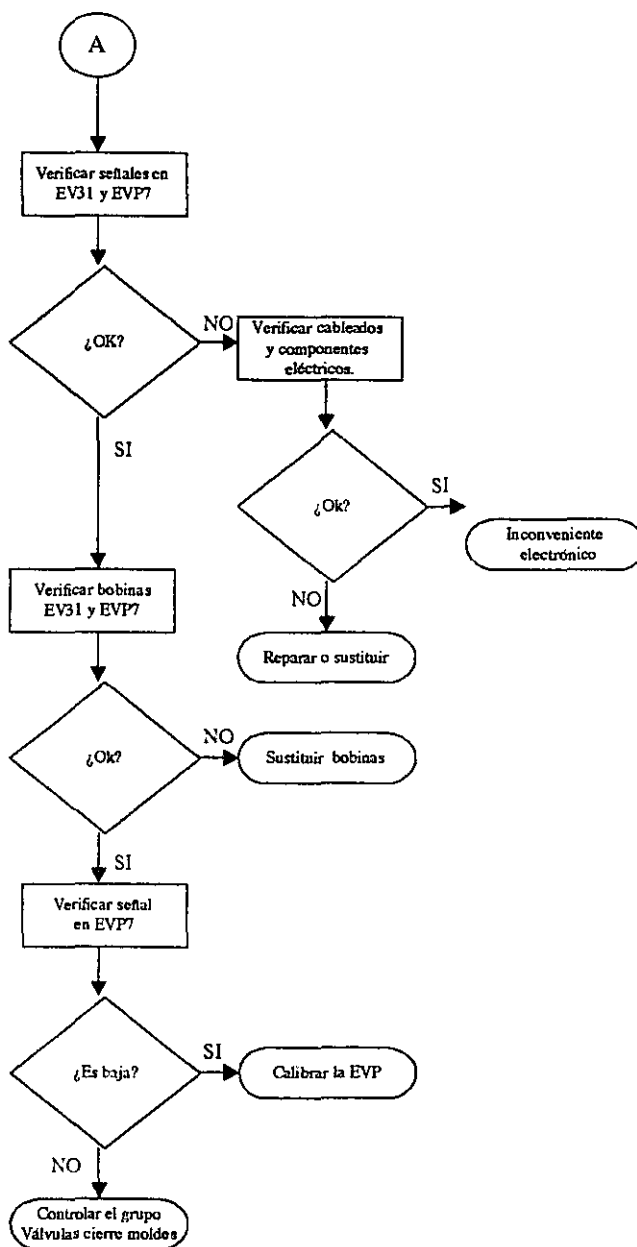 A
Verificar señales en
EV31 y EVP7
¿OK?
NO
Verificar cableados
y componentes
eléctricos.
SI
¿Ok?
SI
Inconveniente
electrónico
NO
Reparar o sustituir
Verificar bobinas
EV31 y EVP7
¿Ok?
NO
Sustituir bobinas
SI
Verificar señal
en EVP7
¿Es baja?
SI
Calibrar la EVP
NO
Controlar el grupo
Válvulas cierre moldes